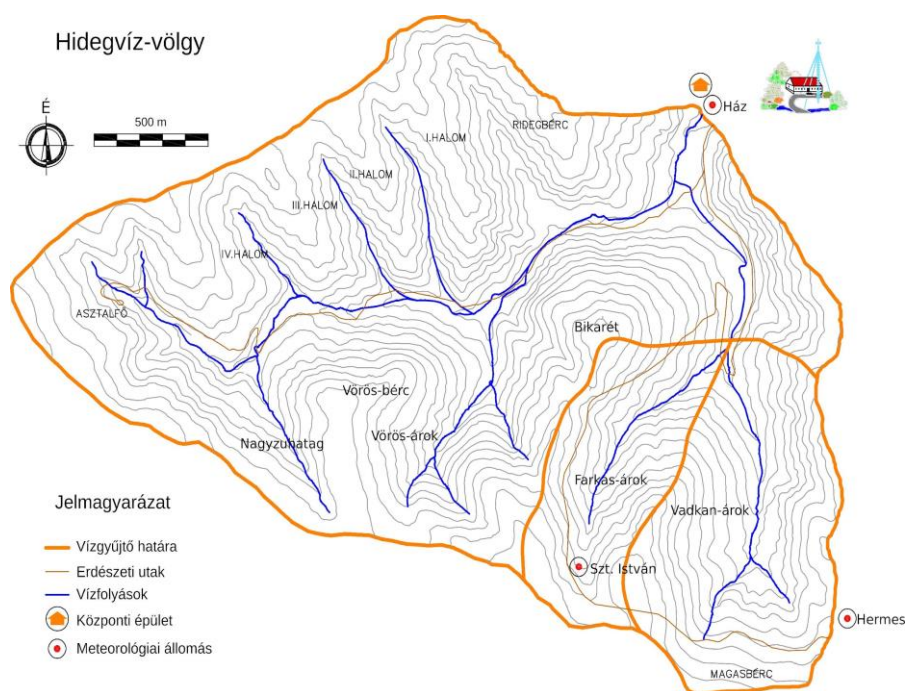 Hidegvíz-völgy
É
500 m
Ház
I.HALOM
RIDEGBÉRC
II.HALOM
III.HALOM
IV.HALOM
ASZTALFŐ
Bikarét
Vörös-bérc
Vörös-árok
Nagyzuhatag
Farkas-árok
Vadkan-árok
Szt. István
Hermes
MAGASBÉRC
Jelmagyarázat
Vízgyűjtő határa
Erdészeti utak
Vízfolyások
Központi épület
Meteorológiai állomás